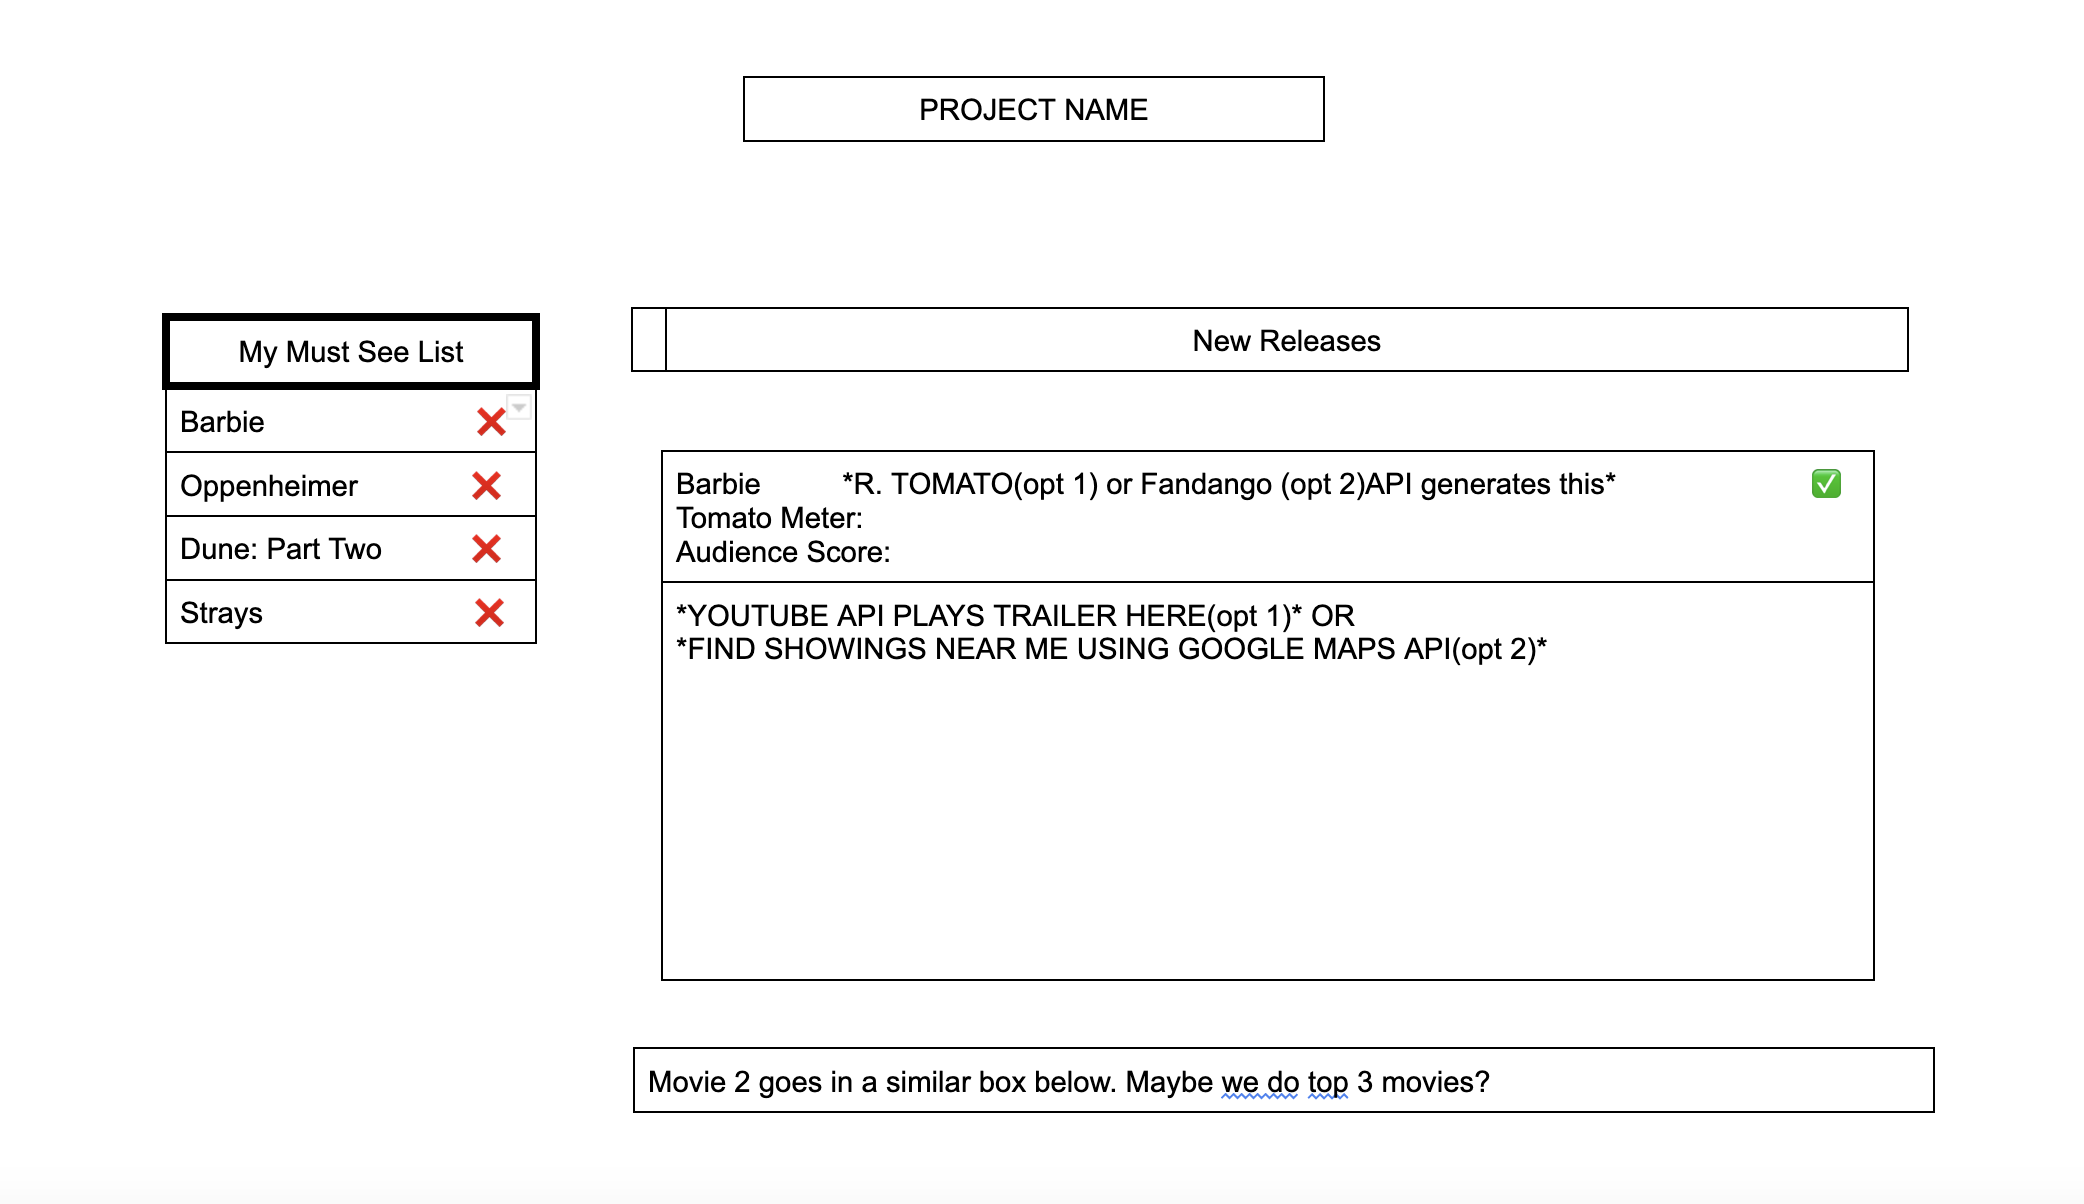 PROJECT NAME
My Must See List
Barbie ❌
Oppenheimer ❌
Dune: Part Two ❌
Strays ❌
New Releases
Barbie *R. TOMATO(opt 1) or Fandango (opt 2)API generates this* ✅
Tomato Meter:
Audience Score:
*YOUTUBE API PLAYS TRAILER HERE(opt 1)* OR
*FIND SHOWINGS NEAR ME USING GOOGLE MAPS API(opt 2)*
Movie 2 goes in a similar box below. Maybe we do top 3 movies?